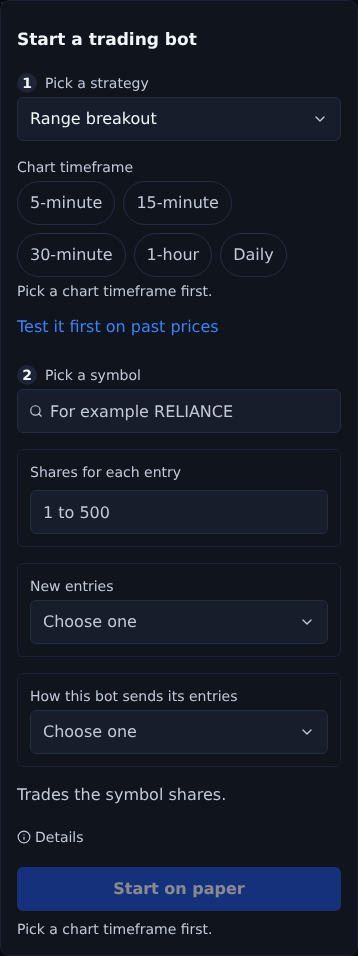 Start a trading bot
1 Pick a strategy
Range breakout
Chart timeframe
5-minute 15-minute
30-minute 1-hour Daily
Pick a chart timeframe first.
Test it first on past prices
2 Pick a symbol
For example RELIANCE
Shares for each entry
1 to 500
New entries
Choose one
How this bot sends its entries
Choose one
Trades the symbol shares.
Details
Start on paper
Pick a chart timeframe first.